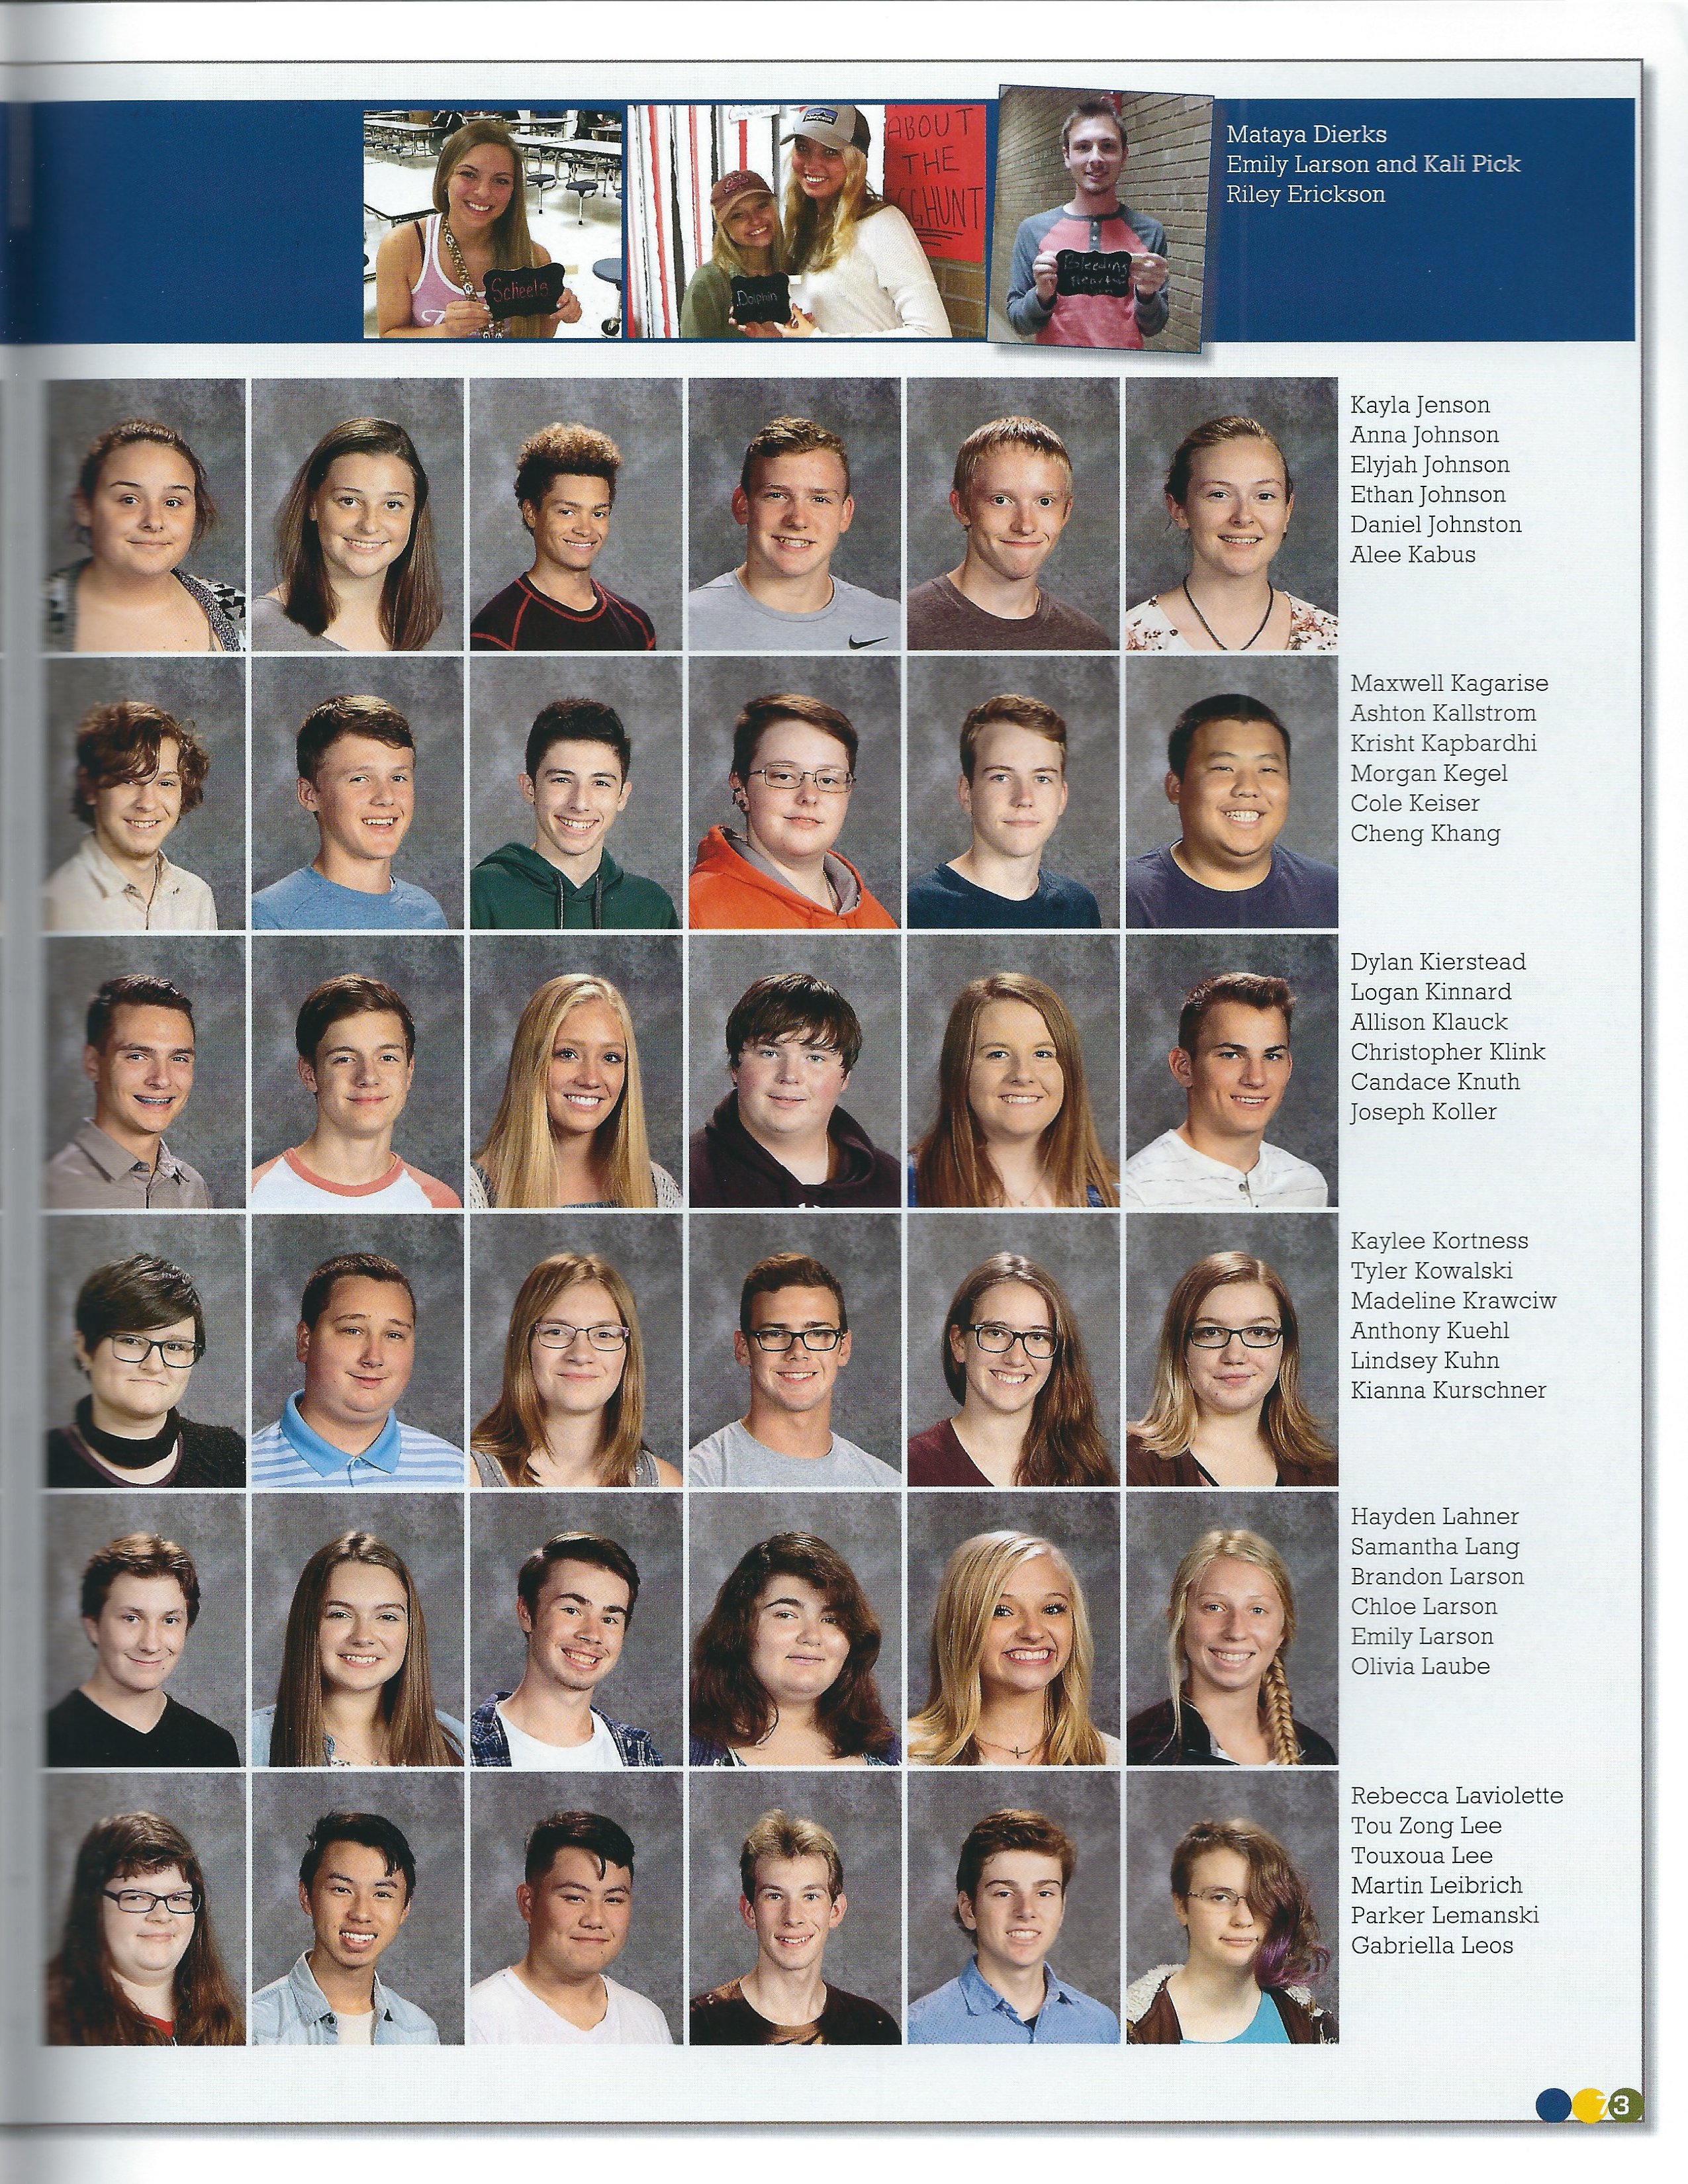 ABOUT
THE
EGGHUNT
Scheels
Dolphin
Bleeding
Heart
Mataya Dierks
Emily Larson and Kali Pick
Riley Erickson
Kayla Jenson
Anna Johnson
Elyjah Johnson
Ethan Johnson
Daniel Johnston
Alee Kabus
Maxwell Kagarise
Ashton Kallstrom
Krisht Kapbardhi
Morgan Kegel
Cole Keiser
Cheng Khang
Dylan Kierstead
Logan Kinnard
Allison Klauck
Christopher Klink
Candace Knuth
Joseph Koller
Kaylee Kortness
Tyler Kowalski
Madeline Krawciw
Anthony Kuehl
Lindsey Kuhn
Kianna Kurschner
Hayden Lahner
Samantha Lang
Brandon Larson
Chloe Larson
Emily Larson
Olivia Laube
Rebecca Laviolette
Tou Zong Lee
Touxoua Lee
Martin Leibrich
Parker Lemanski
Gabriella Leos
73